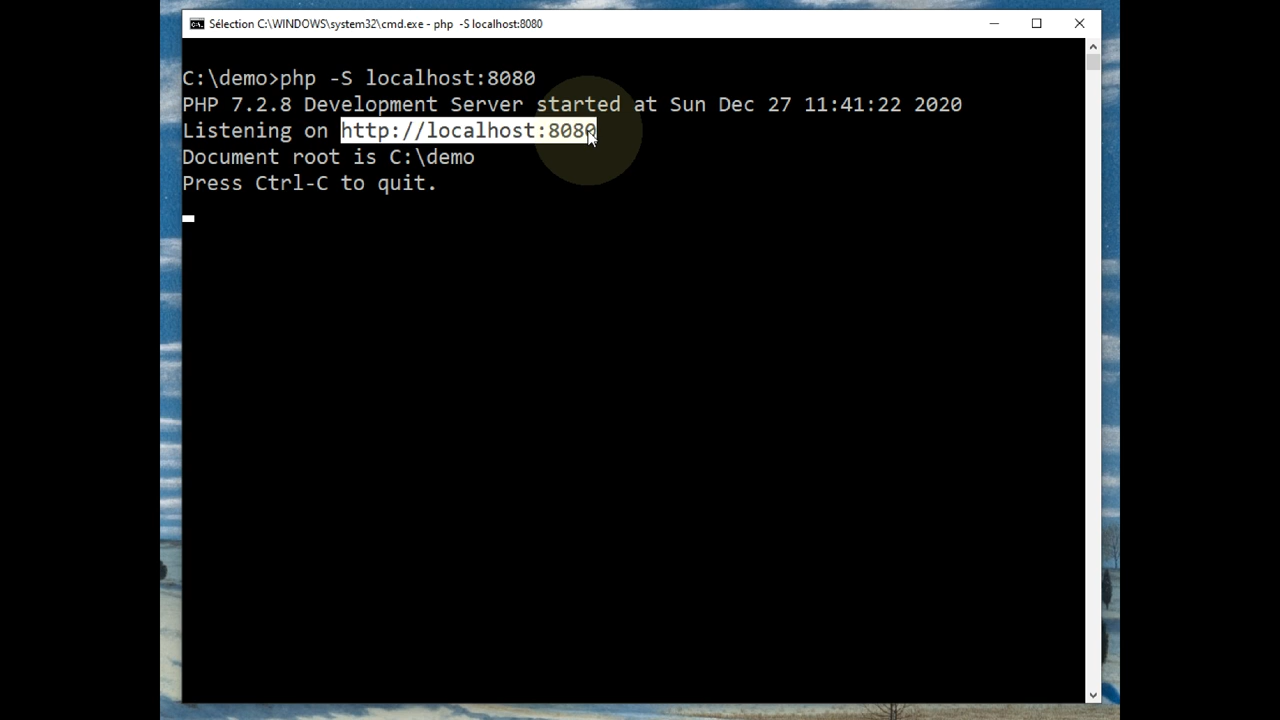 Sélection C:\WINDOWS\system32\cmd.exe - php  -S localhost:8080
C:\demo>php -S localhost:8080
PHP 7.2.8 Development Server started at Sun Dec 27 11:41:22 2020
Listening on http://localhost:8080
Document root is C:\demo
Press Ctrl-C to quit.